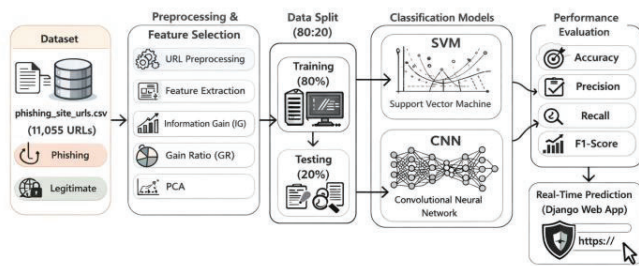 Dataset
phishing_site_urls.csv
(11,055 URLs)
Phishing
Legitimate
Preprocessing &
Feature Selection
URL Preprocessing
Feature Extraction
Information Gain (IG)
Gain Ratio (GR)
PCA
Data Split
(80:20)
Training
(80%)
Testing
(20%)
Classification Models
SVM
Support Vector Machine
CNN
Convolutional Neural
Network
Performance
Evaluation
Accuracy
Precision
Recall
F1-Score
Real-Time Prediction
(Django Web App)
https://